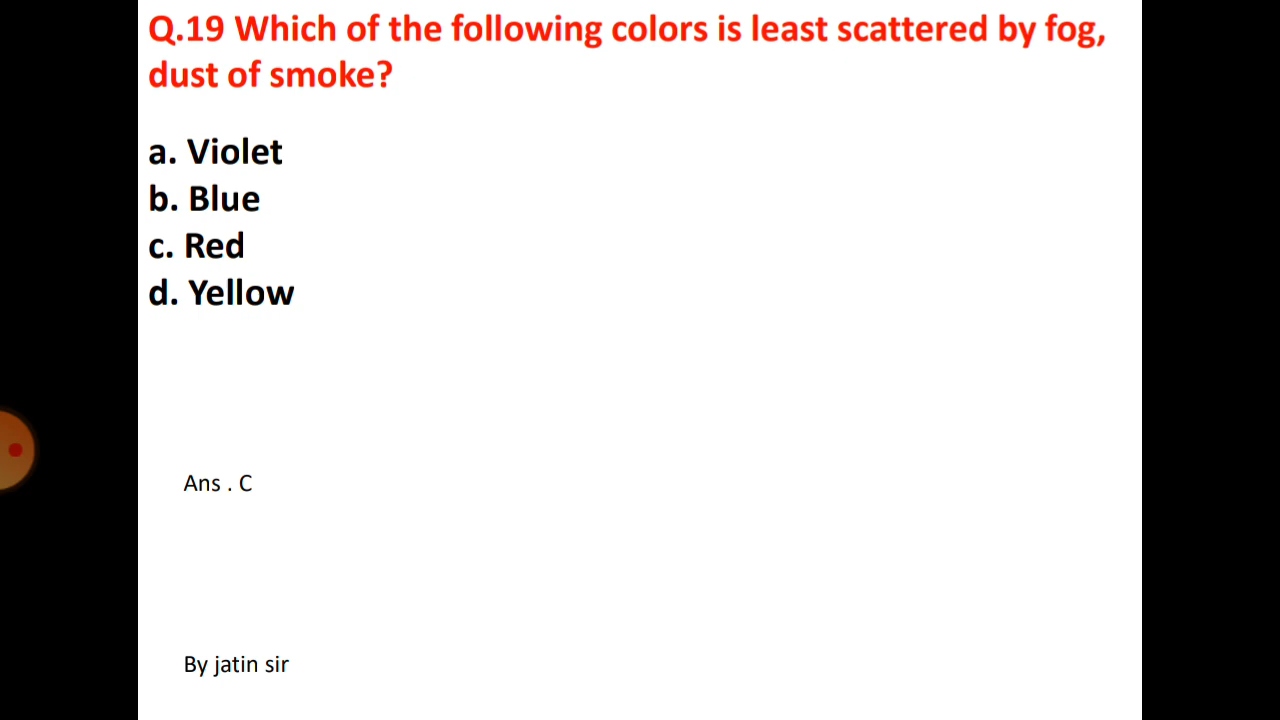 Q.19 Which of the following colors is least scattered by fog,
dust of smoke?
a. Violet
b. Blue
c. Red
d. Yellow
Ans . C
By jatin sir